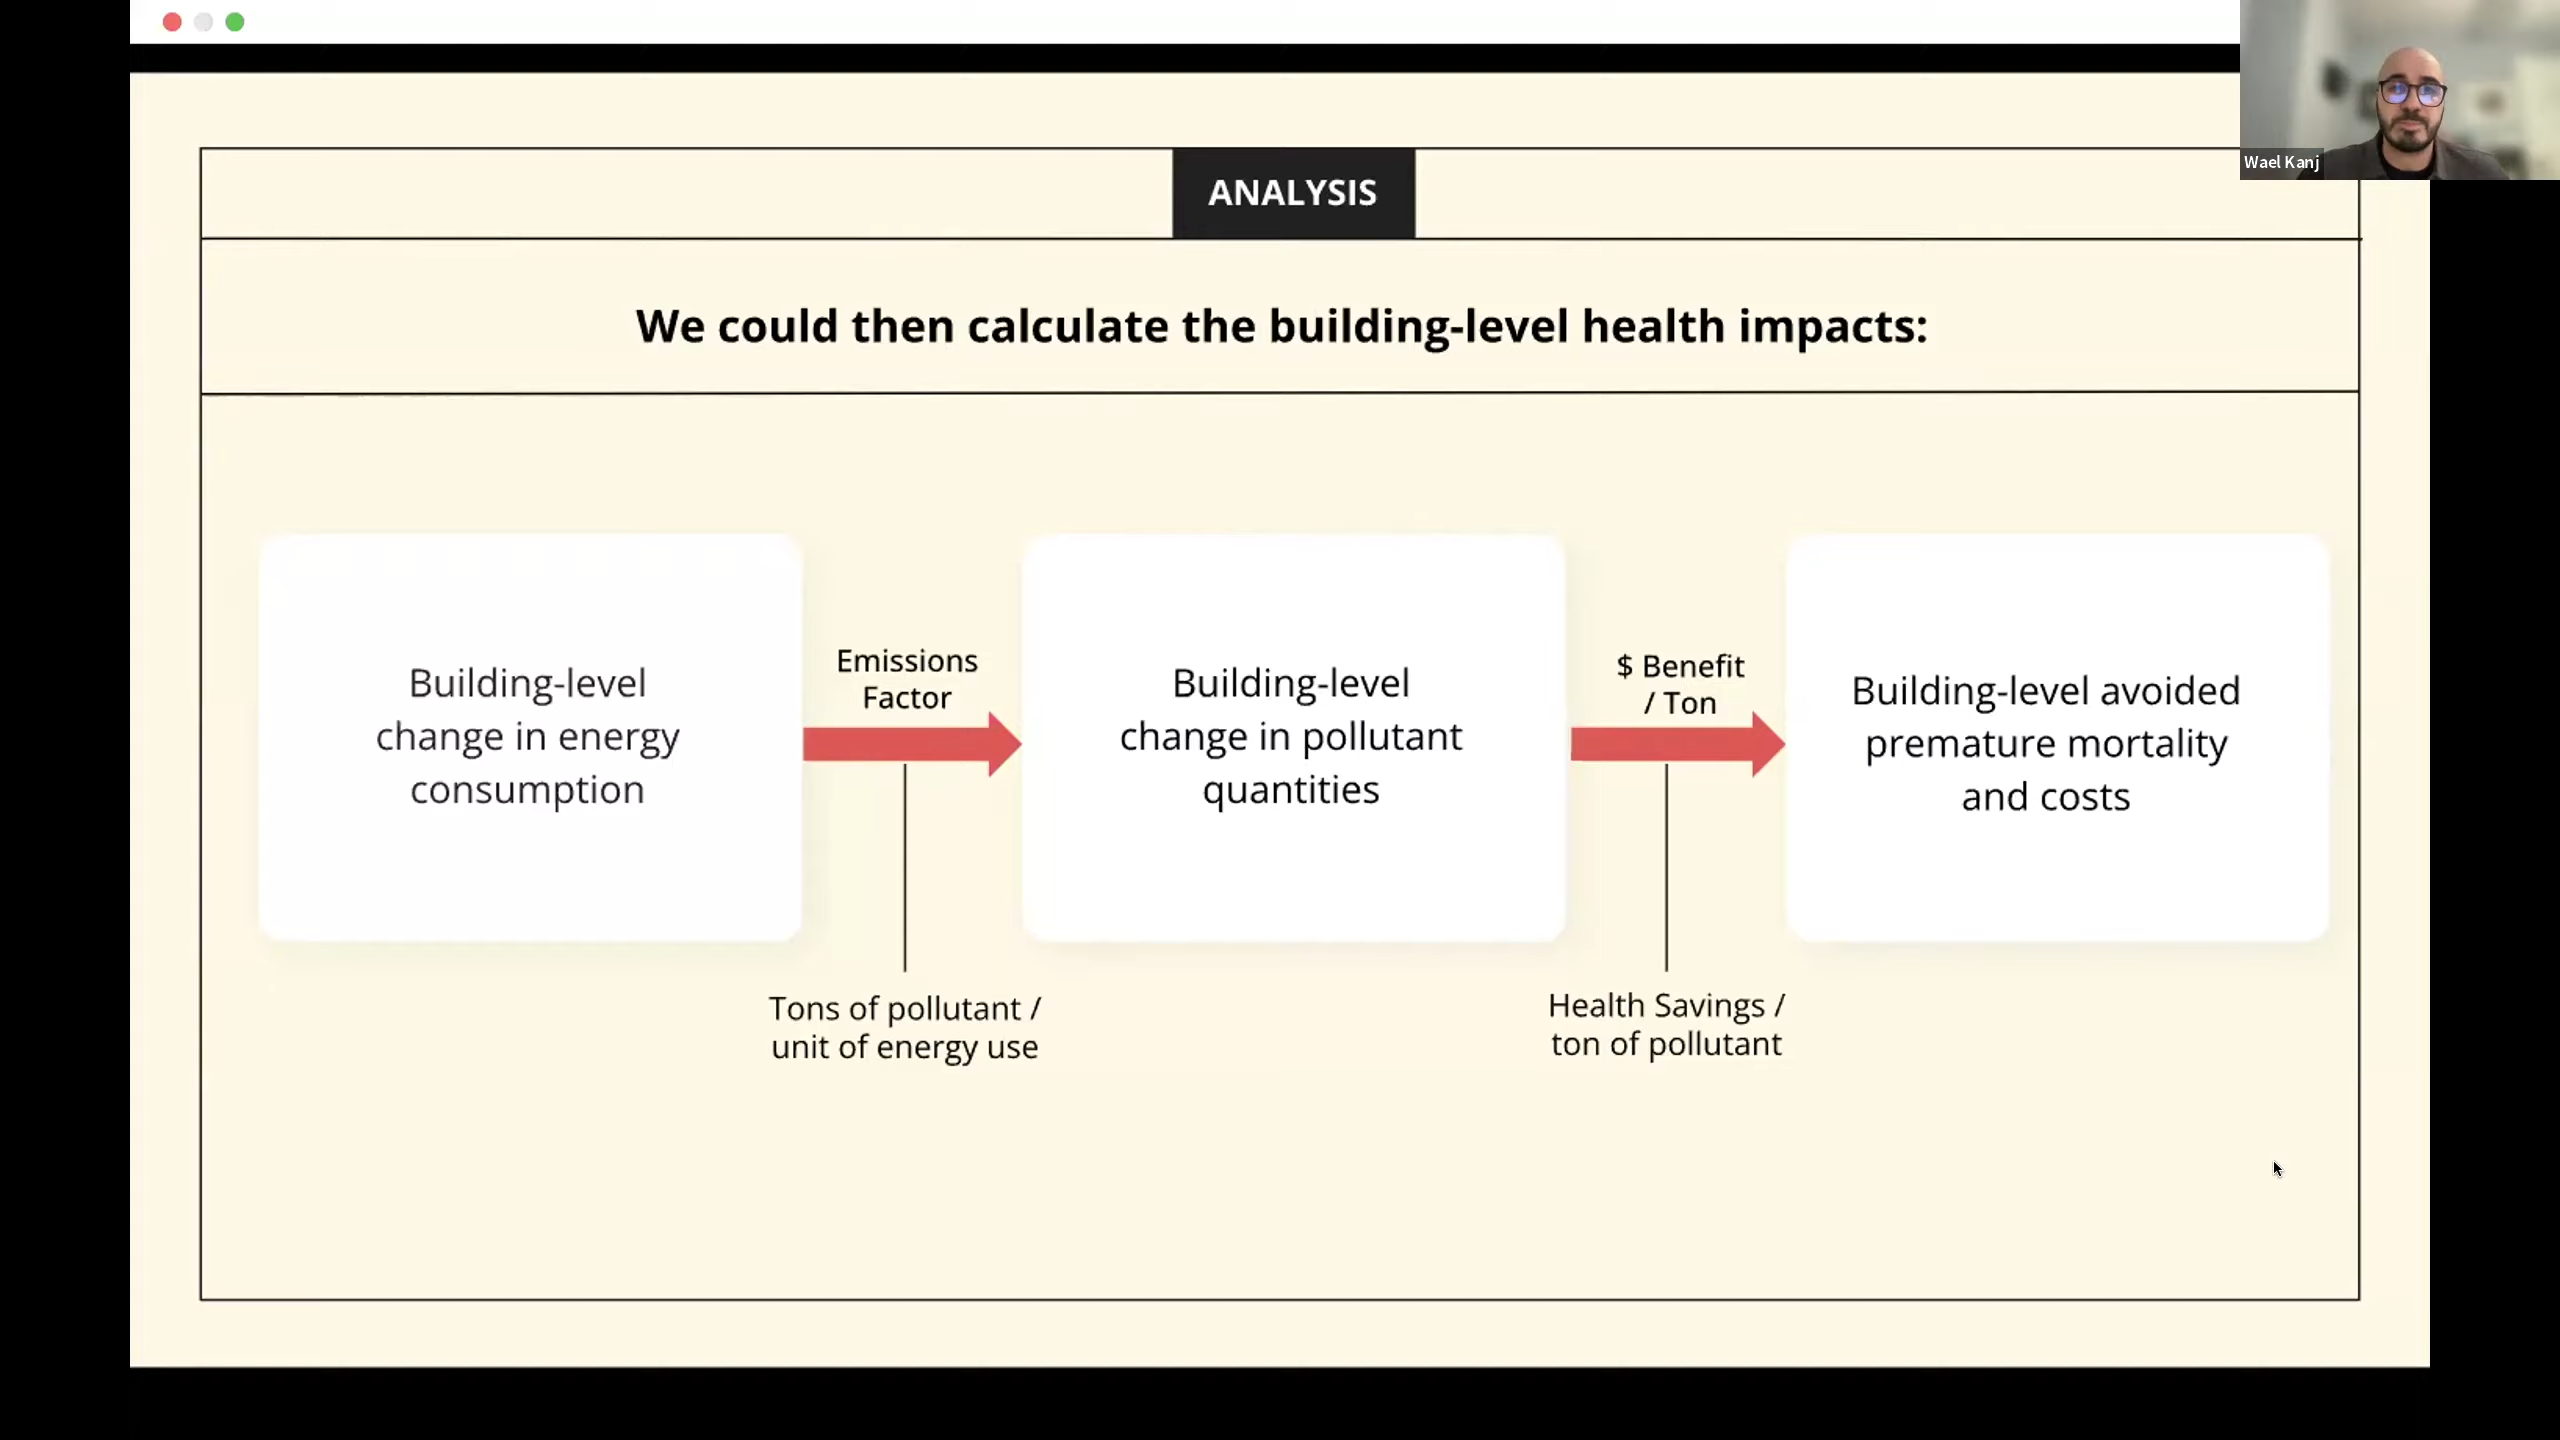 Wael Kanj
ANALYSIS
We could then calculate the building-level health impacts:
Building-level
change in energy
consumption
Emissions
Factor
Tons of pollutant /
unit of energy use
Building-level
change in pollutant
quantities
$ Benefit
/ Ton
Health Savings /
ton of pollutant
Building-level avoided
premature mortality
and costs